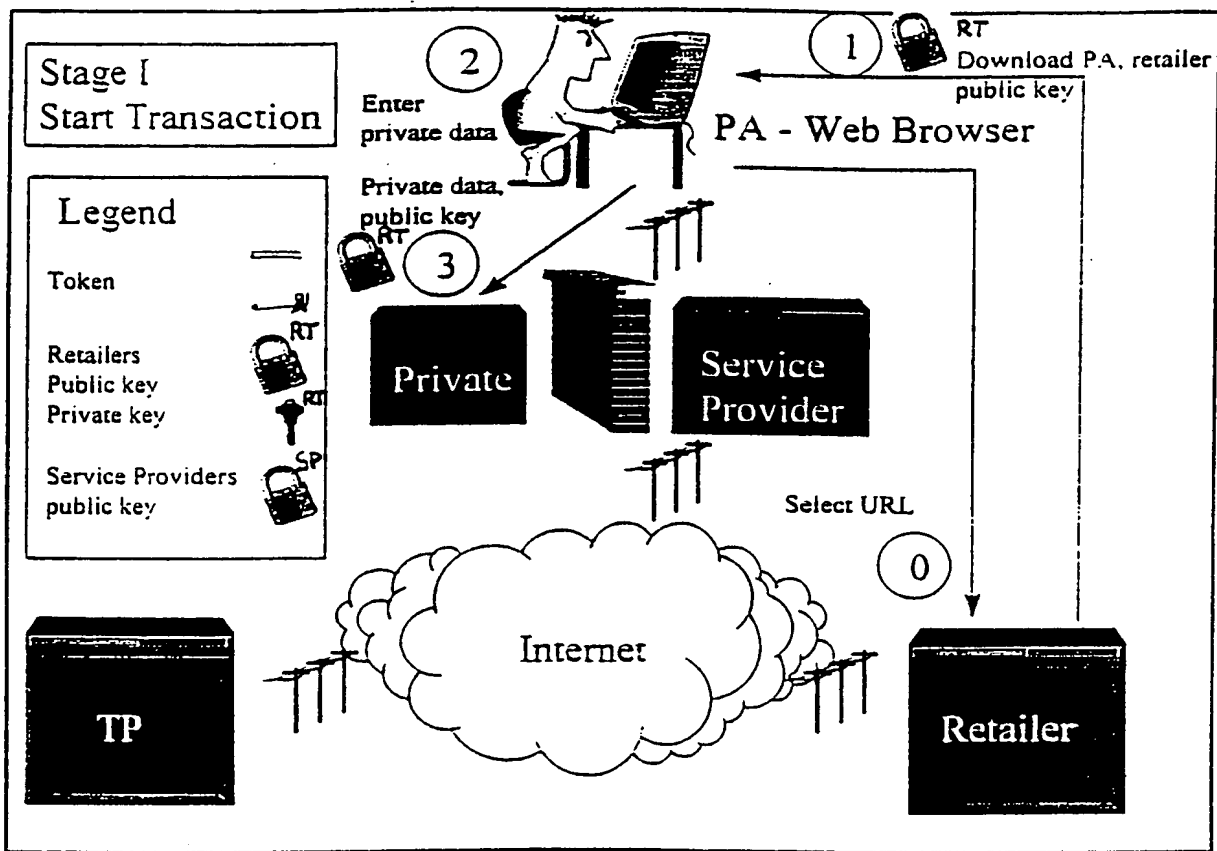 Stage I
Start Transaction
2
Enter
private data
1
RT
Download PA, retailer
public key
PA - Web Browser
Private data,
public key
RT
3
Legend
Token
Retailers
Public key
Private key
RT
RT
Service Providers
public key
SP
Private
Service
Provider
Select URL
0
Internet
TP
Retailer